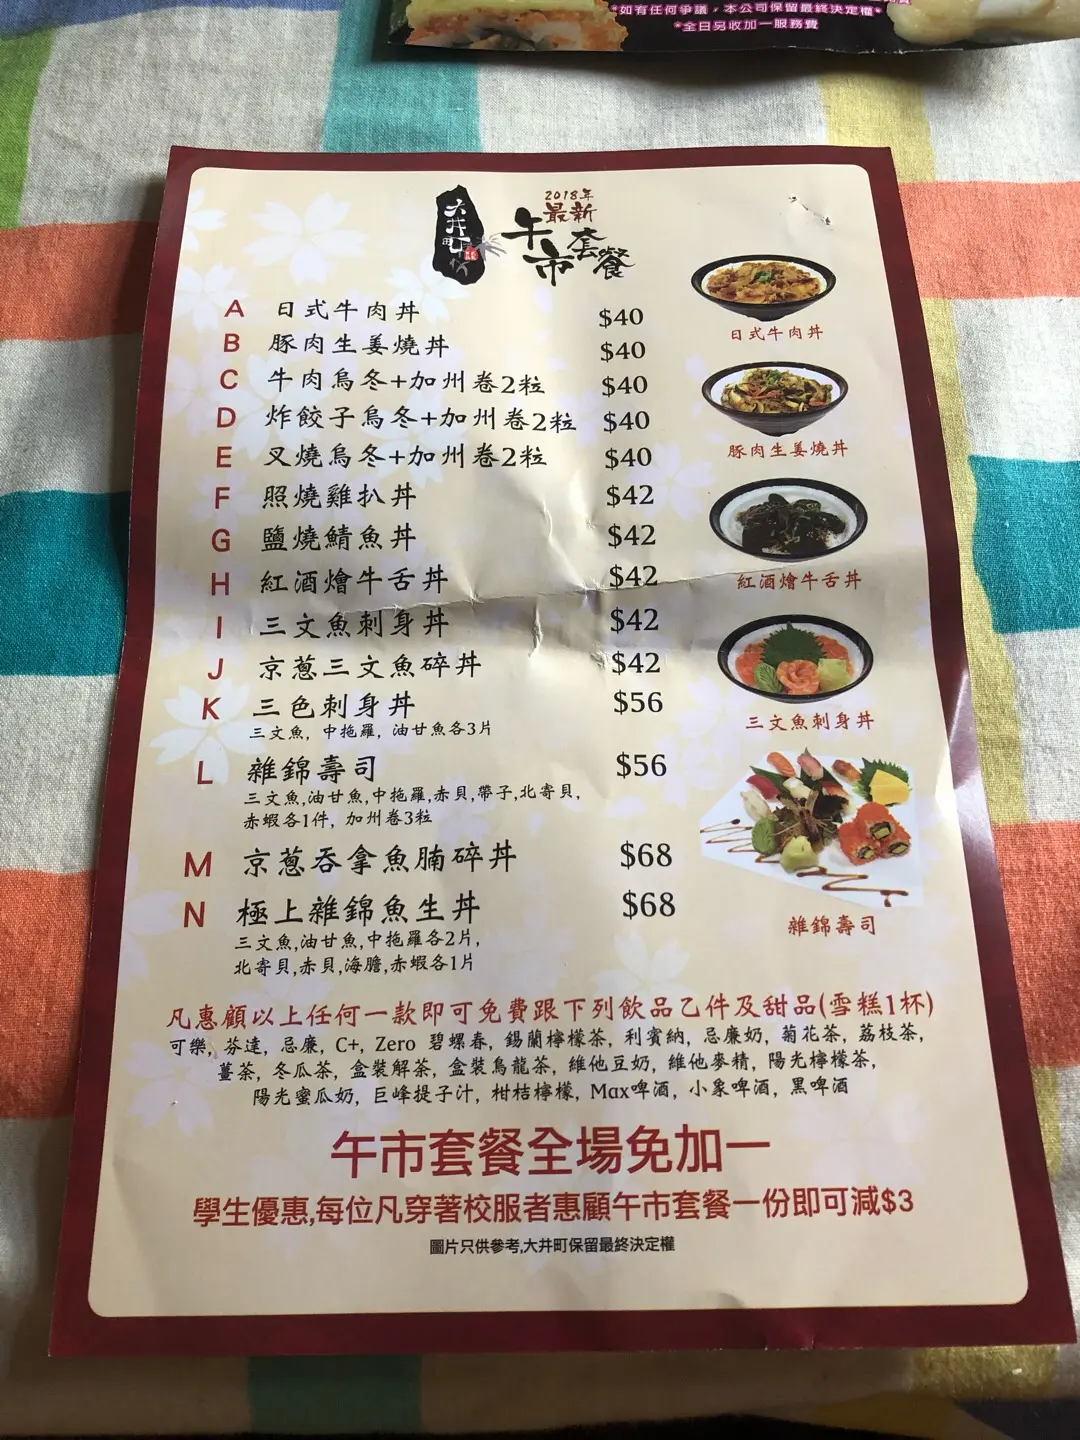 *如有任何爭議，本公司保留最終決定權*
*全日另收加一服務費
大井町
2018年
最新
午市套餐
A 日式牛肉丼 $40
B 豚肉生姜燒丼 $40
C 牛肉烏冬+加州卷2粒 $40
D 炸餃子烏冬+加州卷2粒 $40
E 叉燒烏冬+加州卷2粒 $40
F 照燒雞扒丼 $42
G 鹽燒鯖魚丼 $42
H 紅酒燴牛舌丼 $42
I 三文魚刺身丼 $42
J 京蔥三文魚碎丼 $42
K 三色刺身丼 $56
三文魚, 中拖羅, 油甘魚各3片
L 雜錦壽司 $56
三文魚,油甘魚,中拖羅,赤貝,帶子,北寄貝,
赤蝦各1件, 加州卷3粒
M 京蔥吞拿魚腩碎丼 $68
N 極上雜錦魚生丼 $68
三文魚,油甘魚,中拖羅各2片,
北寄貝,赤貝,海膽,赤蝦各1片
日式牛肉丼
豚肉生姜燒丼
紅酒燴牛舌丼
三文魚刺身丼
雜錦壽司
凡惠顧以上任何一款即可免費跟下列飲品乙件及甜品(雪糕1杯)
可樂, 芬達, 忌廉, C+, Zero 碧螺春, 錫蘭檸檬茶, 利賓納, 忌廉奶, 菊花茶, 荔枝茶,
薑茶, 冬瓜茶, 盒裝解茶, 盒裝烏龍茶, 維他豆奶, 維他麥精, 陽光檸檬茶,
陽光蜜瓜奶, 巨峰提子汁, 柑桔檸檬, Max啤酒, 小象啤酒, 黑啤酒
午市套餐全場免加一
學生優惠,每位凡穿著校服者惠顧午市套餐一份即可減$3
圖片只供參考,大井町保留最終決定權